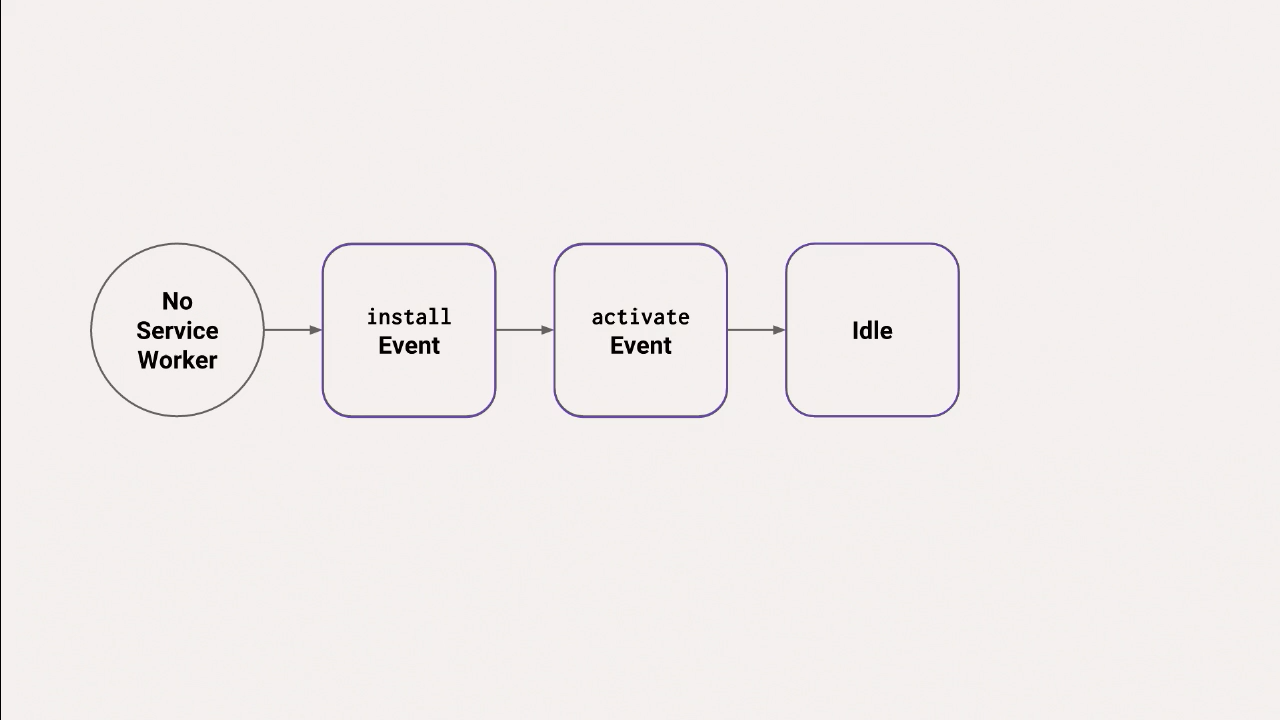 No
Service
Worker
install
Event
activate
Event
Idle